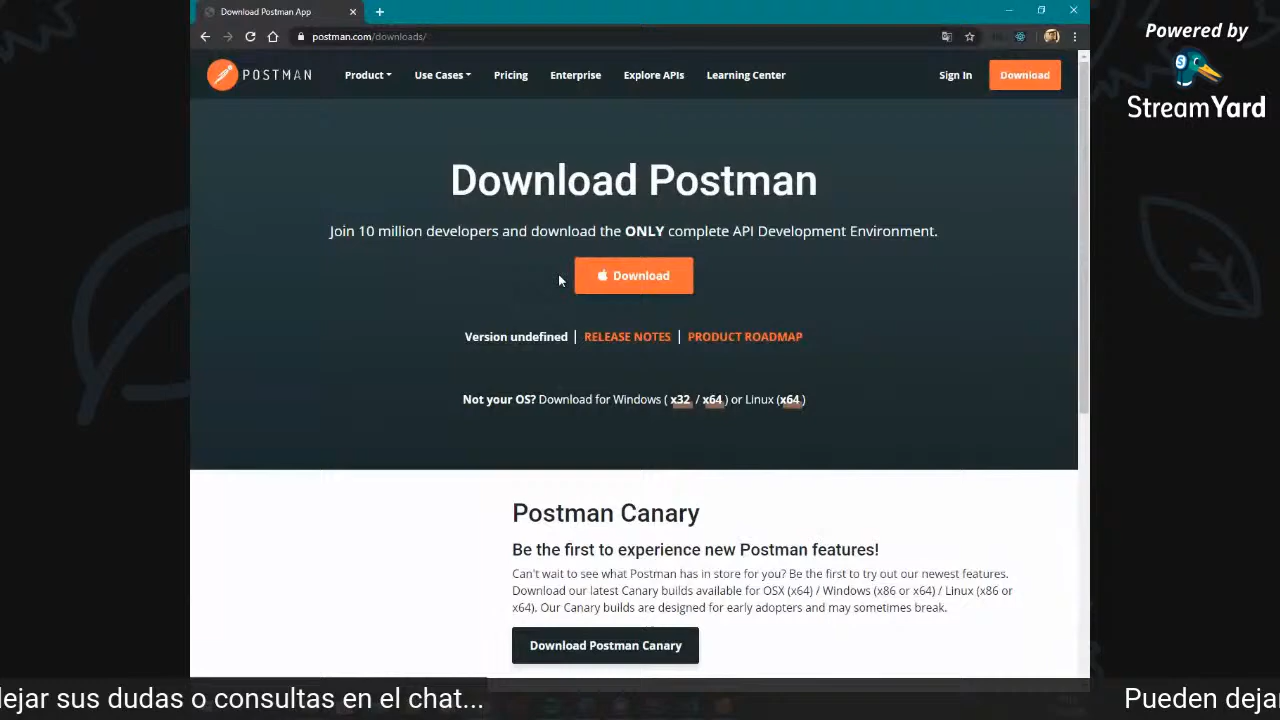 Download Postman App
postman.com/downloads/
POSTMAN
Product
Use Cases
Pricing
Enterprise
Explore APIs
Learning Center
Sign In
Download
Powered by
StreamYard
Download Postman
Join 10 million developers and download the ONLY complete API Development Environment.
Download
Version undefined | RELEASE NOTES | PRODUCT ROADMAP
Not your OS? Download for Windows ( x32 / x64 ) or Linux (x64 )
Postman Canary
Be the first to experience new Postman features!
Can't wait to see what Postman has in store for you? Be the first to try out our newest features.
Download our latest Canary builds available for OSX (x64) / Windows (x86 or x64) / Linux (x86 or
x64). Our Canary builds are designed for early adopters and may sometimes break.
Download Postman Canary
lejar sus dudas o consultas en el chat...
Pueden dejar